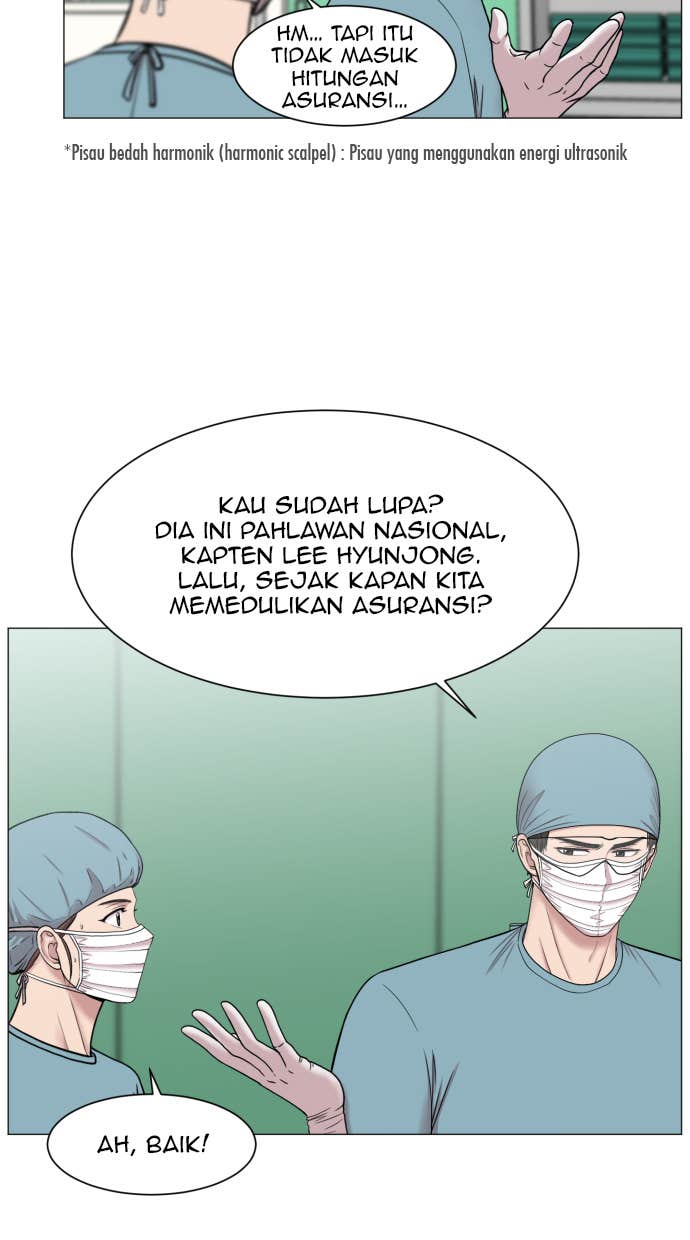 HM... TAPI ITU
TIDAK MASUK
HITUNGAN
ASURANSI...
*Pisau bedah harmonik (harmonic scalpel) : Pisau yang menggunakan energi ultrasonik
KAU SUDAH LUPA?
DIA INI PAHLAWAN NASIONAL,
KAPTEN LEE HYUNJONG.
LALU, SEJAK KAPAN KITA
MEMEDULIKAN ASURANSI?
AH, BAIK!